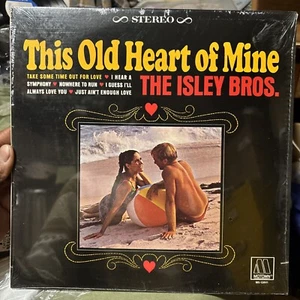 STEREO
This Old Heart of Mine
TAKE SOME TIME OUT FOR LOVE ♥ I HEAR A
SYMPHONY ♥ NOWHERE TO RUN ♥ I GUESS I'LL
ALWAYS LOVE YOU ♥ JUST AIN'T ENOUGH LOVE
THE ISLEY BROS.
M